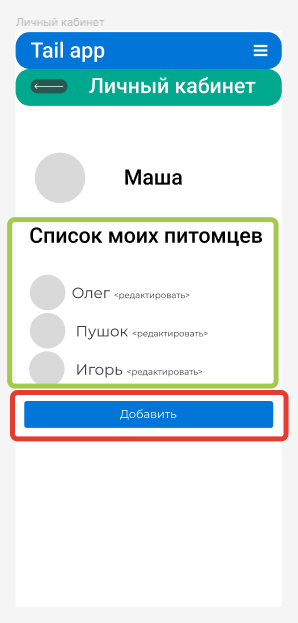 Личный кабинет
Tail app
Личный кабинет
Маша
Список моих питомцев
Олег <редактировать>
Пушок <редактировать>
Игорь <редактировать>
Добавить